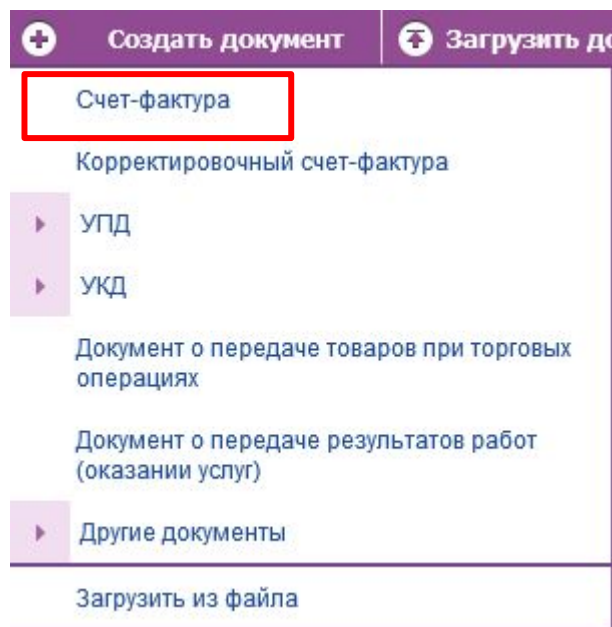 Создать документ
Загрузить до
Счет-фактура
Корректировочный счет-фактура
УПД
УКД
Документ о передаче товаров при торговых
операциях
Документ о передаче результатов работ
(оказании услуг)
Другие документы
Загрузить из файла